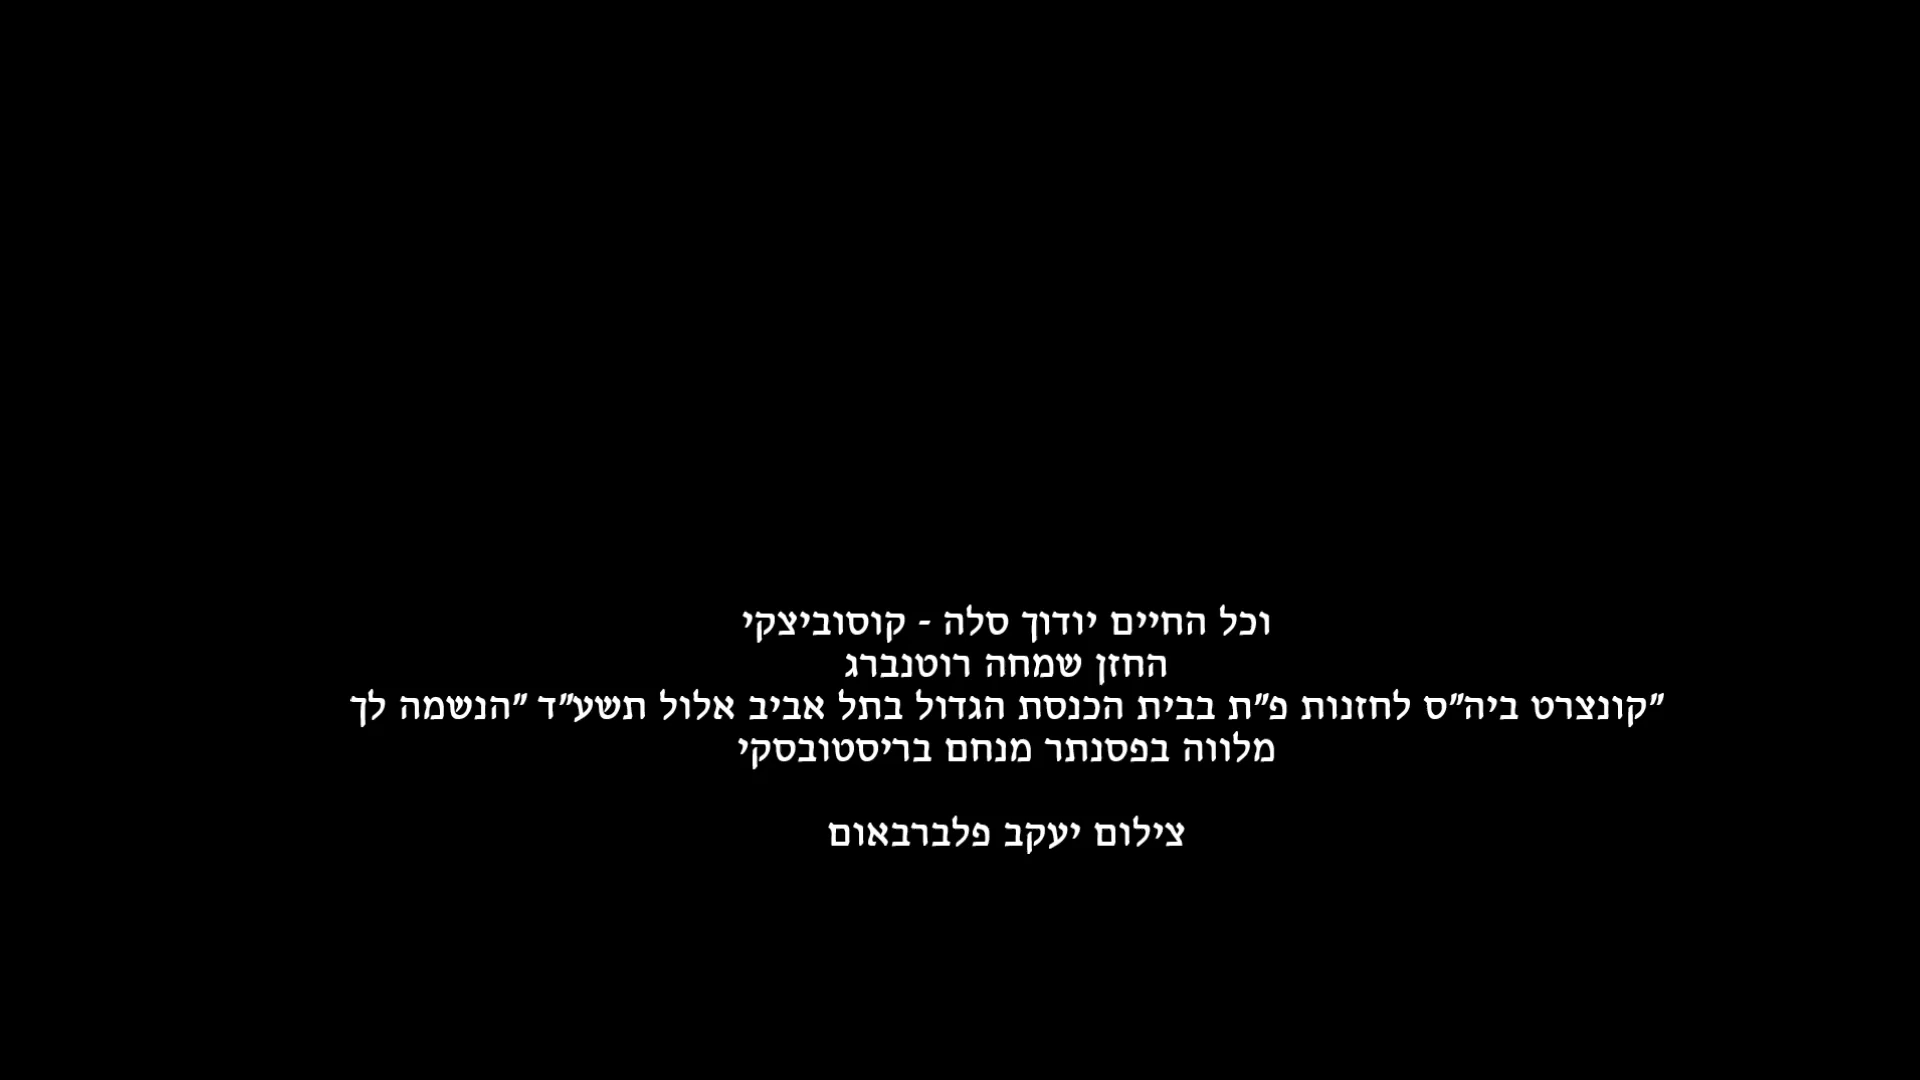 וכל החיים יודוך סלה - קוסוביצקי
החזן שמחה רוטנברג
"קונצרט ביה"ס לחזנות פ"ת בבית הכנסת הגדול בתל אביב אלול תשע"ד "הנשמה לך
מלווה בפסנתר מנחם בריסטובסקי
צילום יעקב פלברבאום